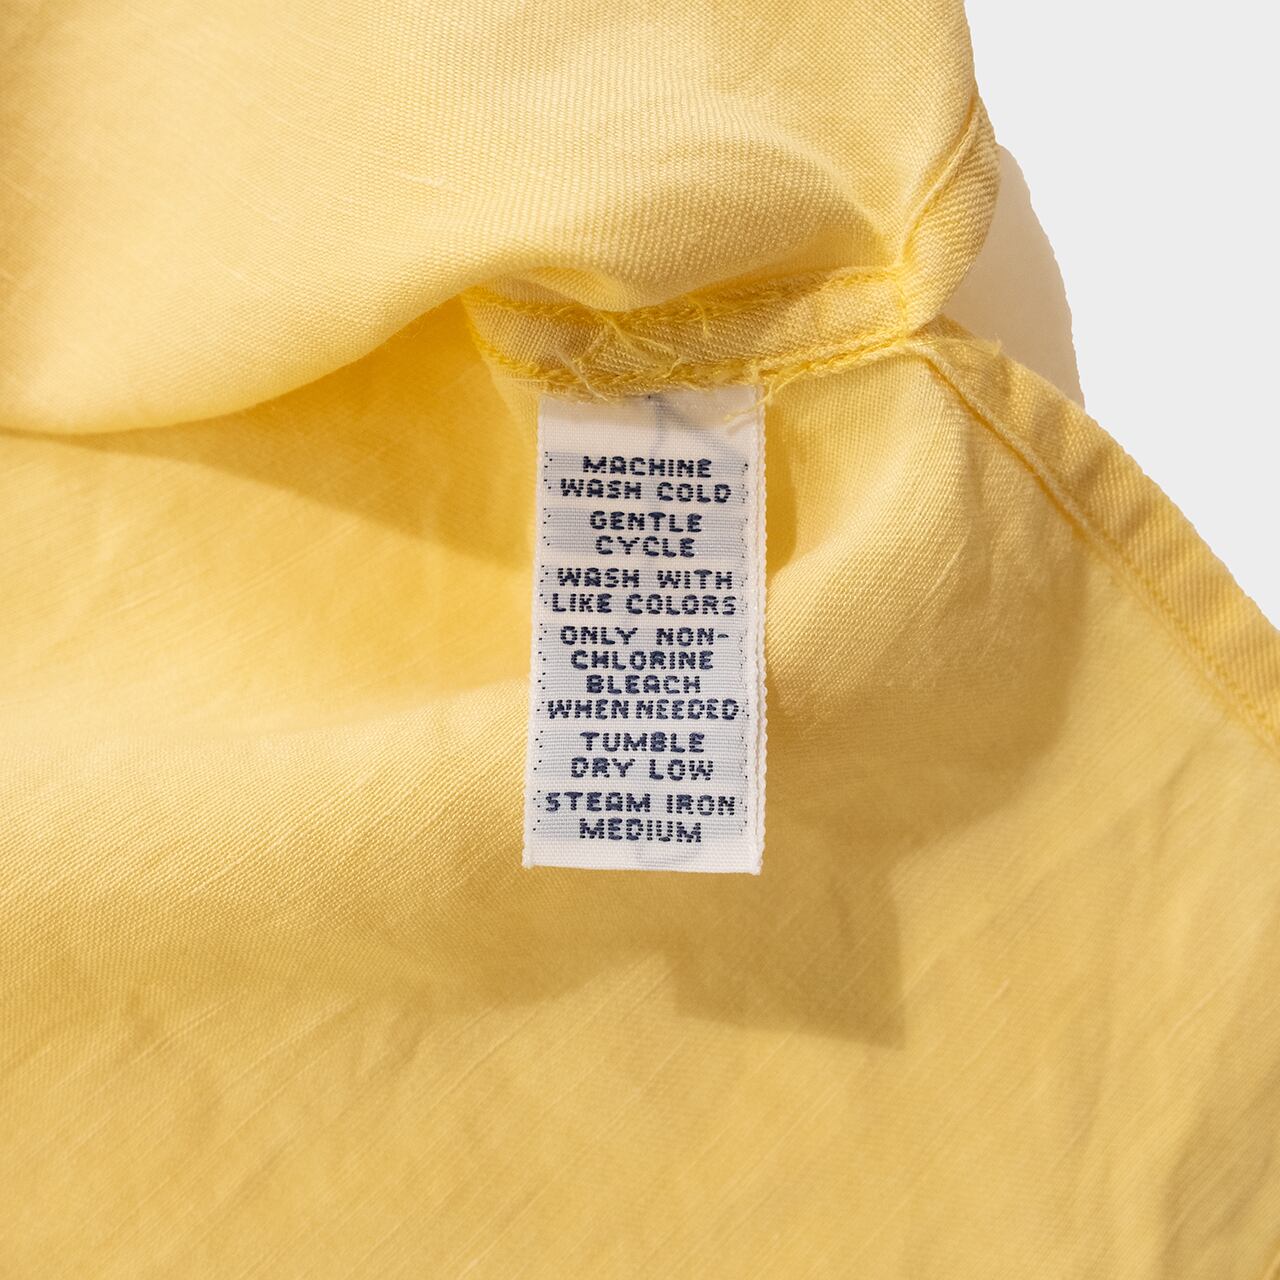 MACHINE
WASH COLD
GENTLE
CYCLE
WASH WITH
LIKE COLORS
ONLY NON-
CHLORINE
BLEACH
WHEN NEEDED
TUMBLE
DRY LOW
STEAM IRON
MEDIUM